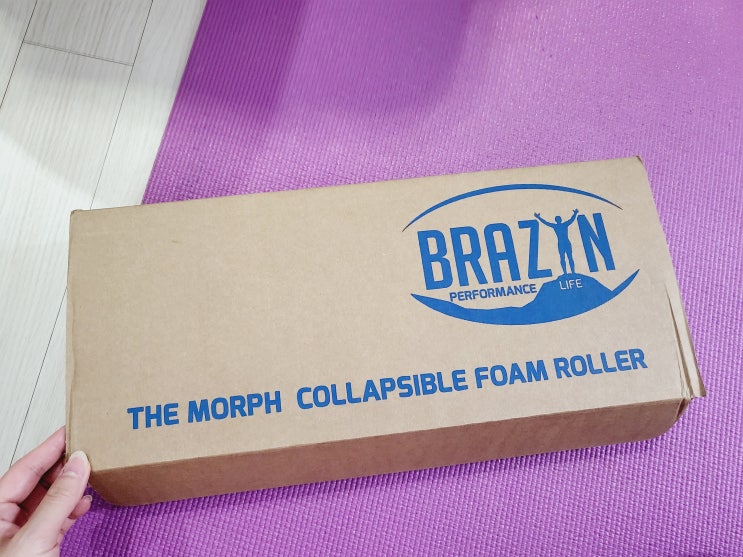 BRAZYN
PERFORMANCE LIFE
THE MORPH COLLAPSIBLE FOAM ROLLER